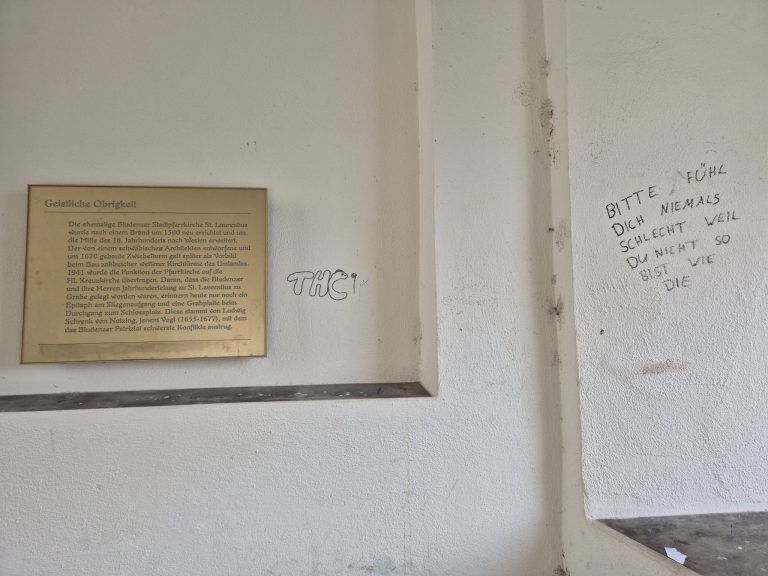 Geistliche Obrigkeit
Die ehemalige Bludenzer Stadtpfarrkirche St. Laurentius
wurde nach einem Brand um 1500 neu errichtet und um
die Mitte des 18. Jahrhunderts nach Westen erweitert.
Der von einem schwäbischen Architekten entworfene und
um 1670 gebaute Zwiebelturm galt später als Vorbild
beim Bau zahlreicher weiterer Kirchtürme des Umlandes.
1941 wurde die Funktion der Pfarrkirche auf die
Hl. Kreuzkirche übertragen. Daran, dass die Bludenzer
und ihre Herren jahrhundertelang zu St. Laurentius zu
Grabe gelegt worden waren, erinnern heute nur noch ein
Epitaph am Stiegenaufgang und eine Grabplatte beim
Durchgang zum Schlossplatz. Diese stammt von Ludwig
Schrenk von Notzing, jenem Vogt (1655-1677), mit dem
das Bludenzer Patriziat schwerste Konflikte austrug.
THC
BITTE FÜHL
DICH NIEMALS
SCHLECHT WEIL
DU NICHT SO
BIST WIE
DIE